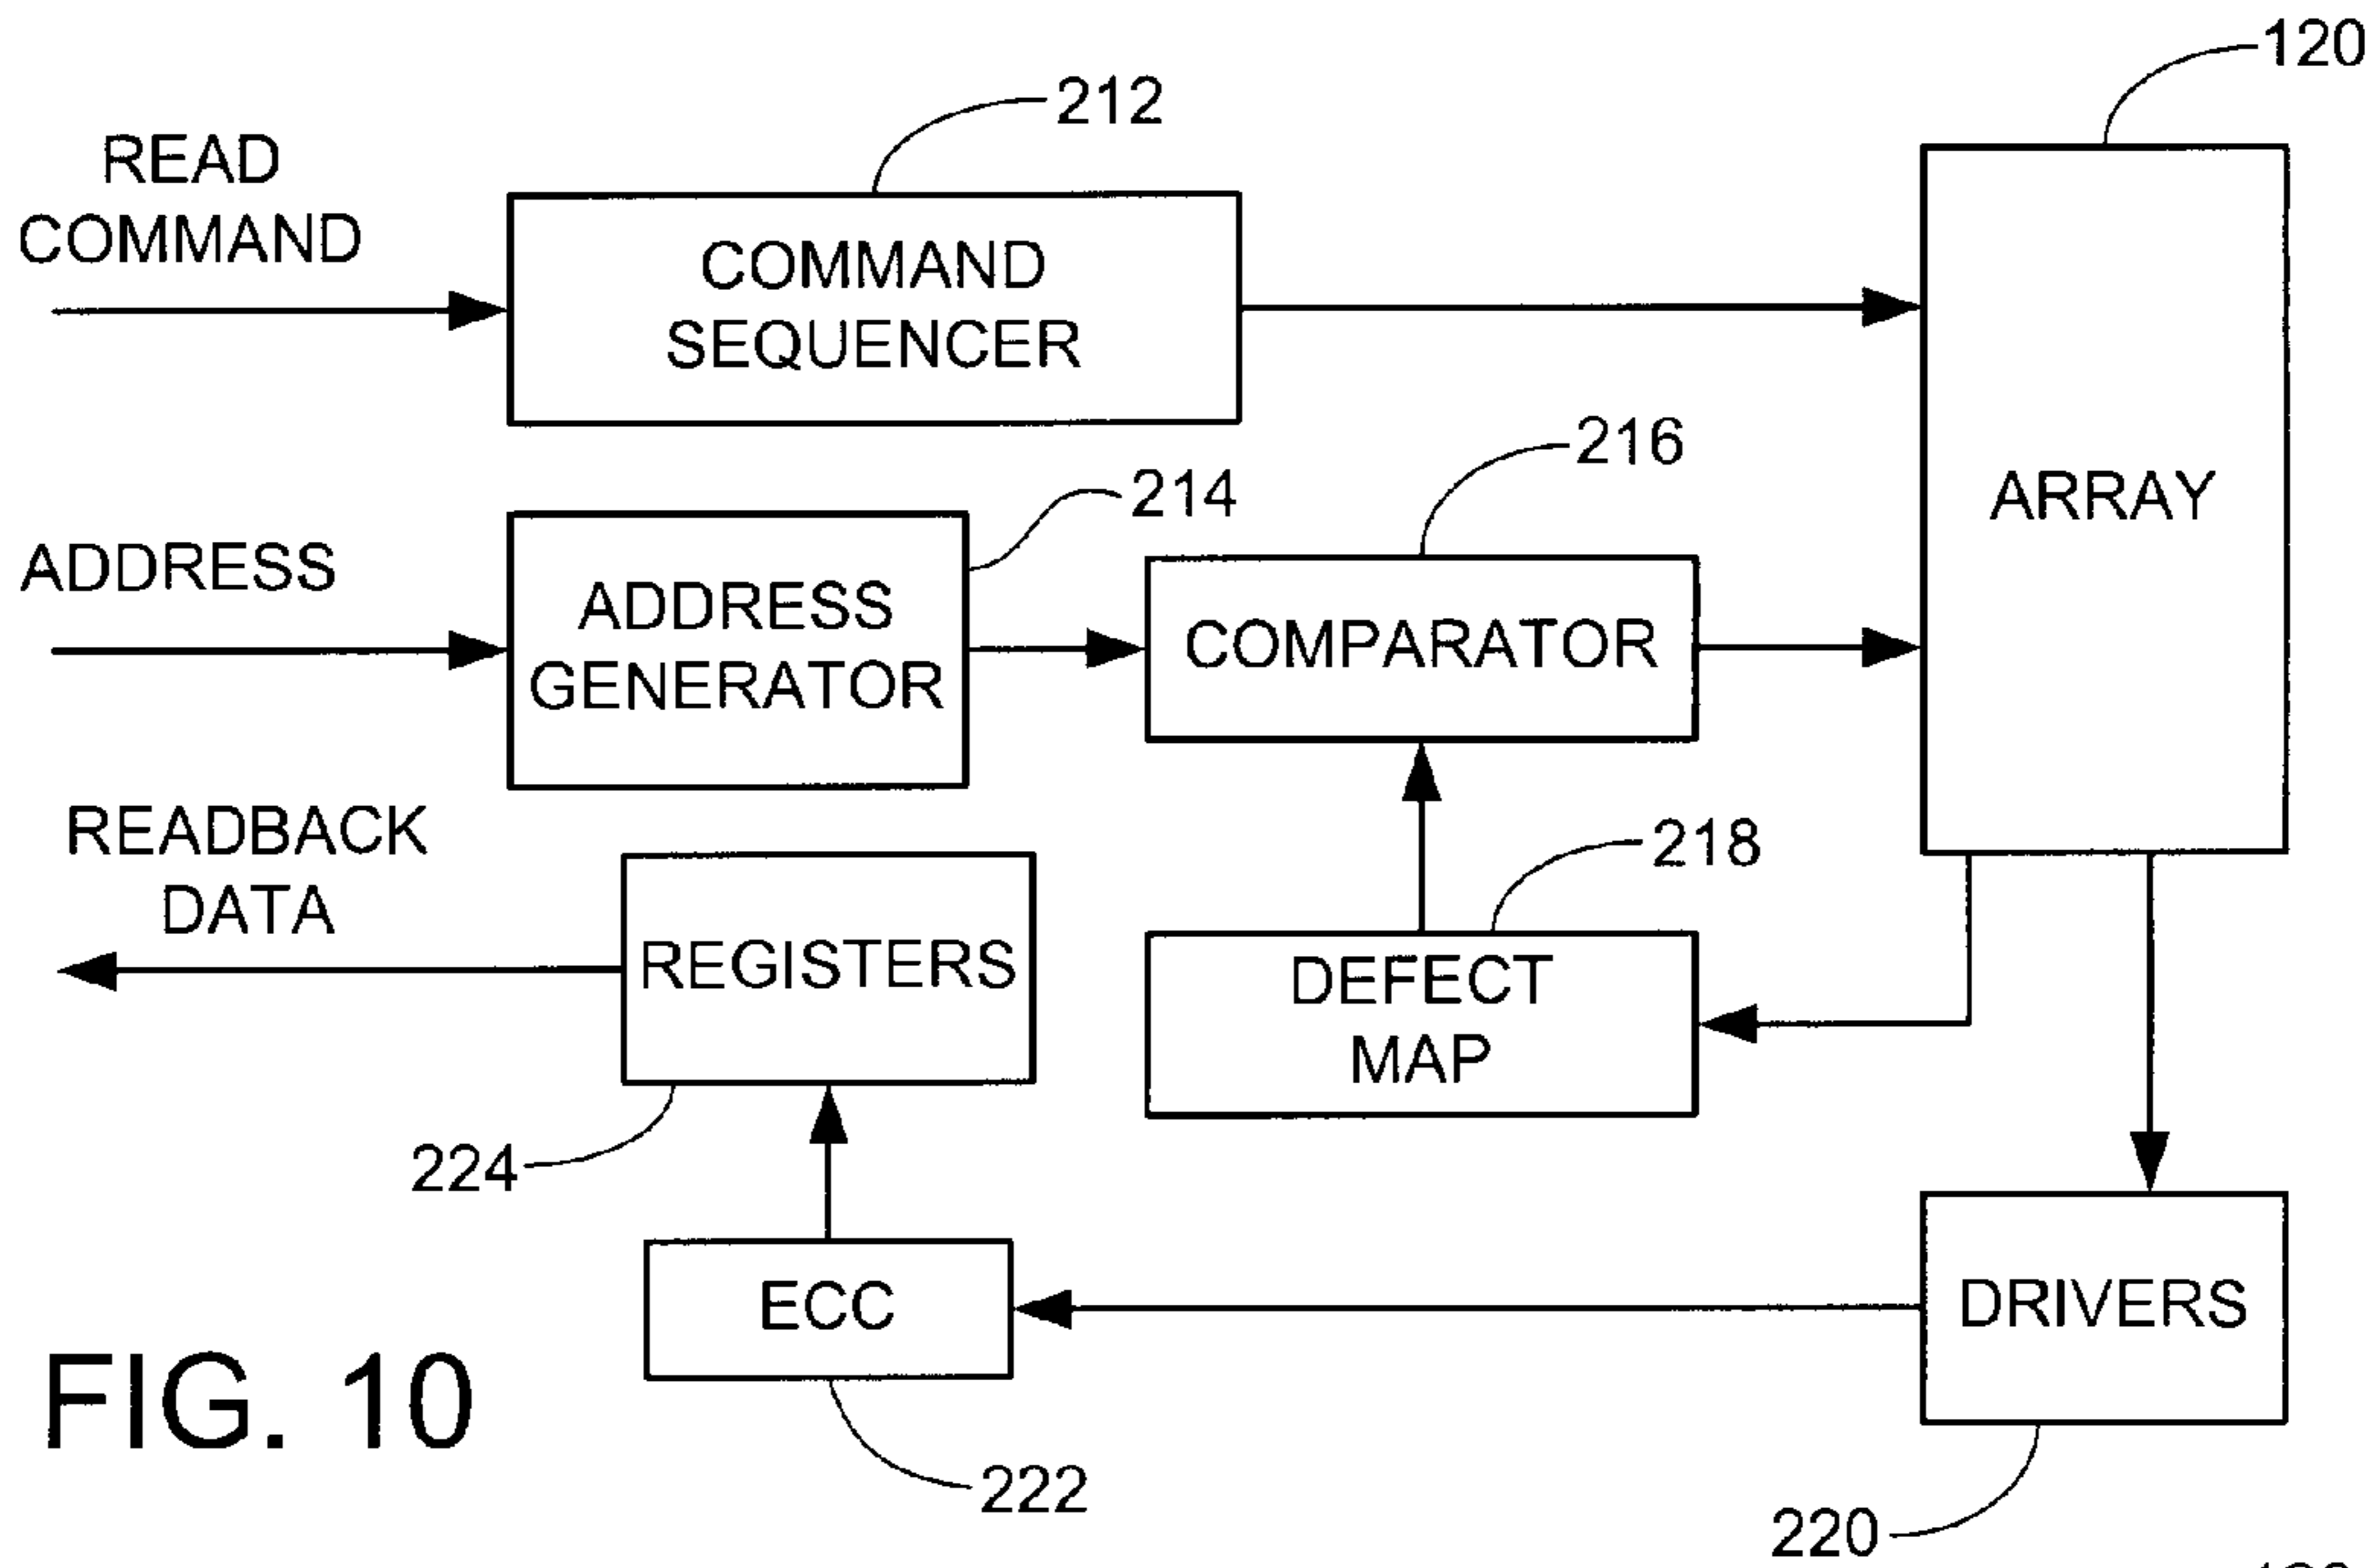 120
212
READ
COMMAND
COMMAND
SEQUENCER
216
ARRAY
214
ADDRESS
ADDRESS
GENERATOR
COMPARATOR
READBACK
DATA
218
REGISTERS
DEFECT
MAP
224
ECC
DRIVERS
FIG. 10
222
220